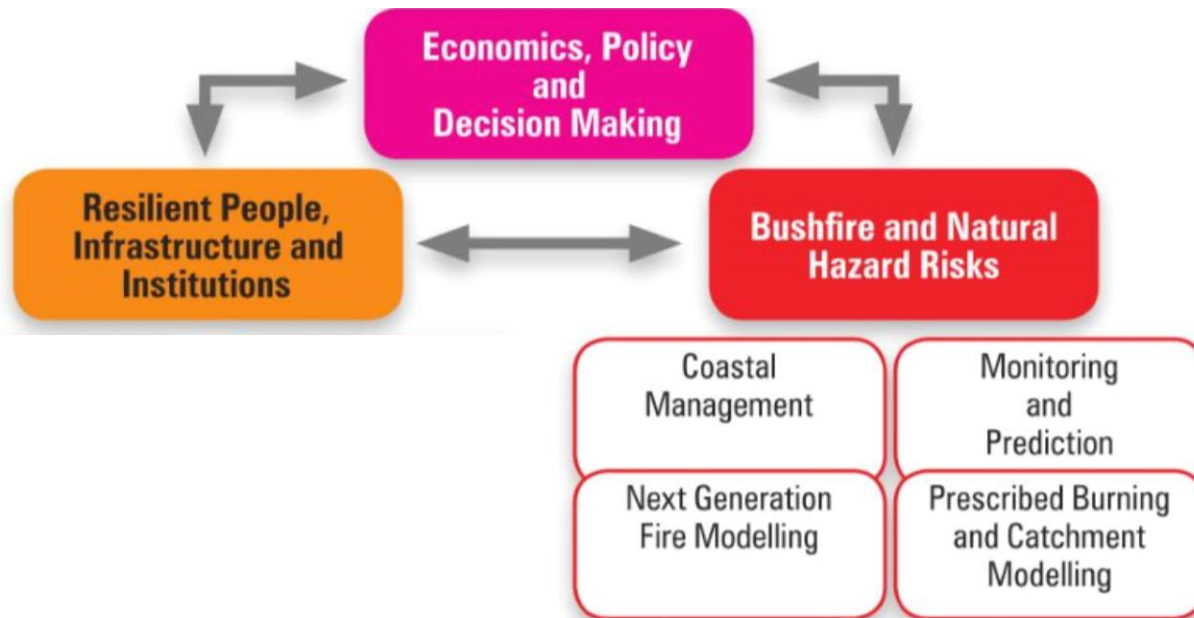 Economics, Policy
and
Decision Making
Resilient People,
Infrastructure and
Institutions
Bushfire and Natural
Hazard Risks
Coastal
Management
Monitoring
and
Prediction
Next Generation
Fire Modelling
Prescribed Burning
and Catchment
Modelling